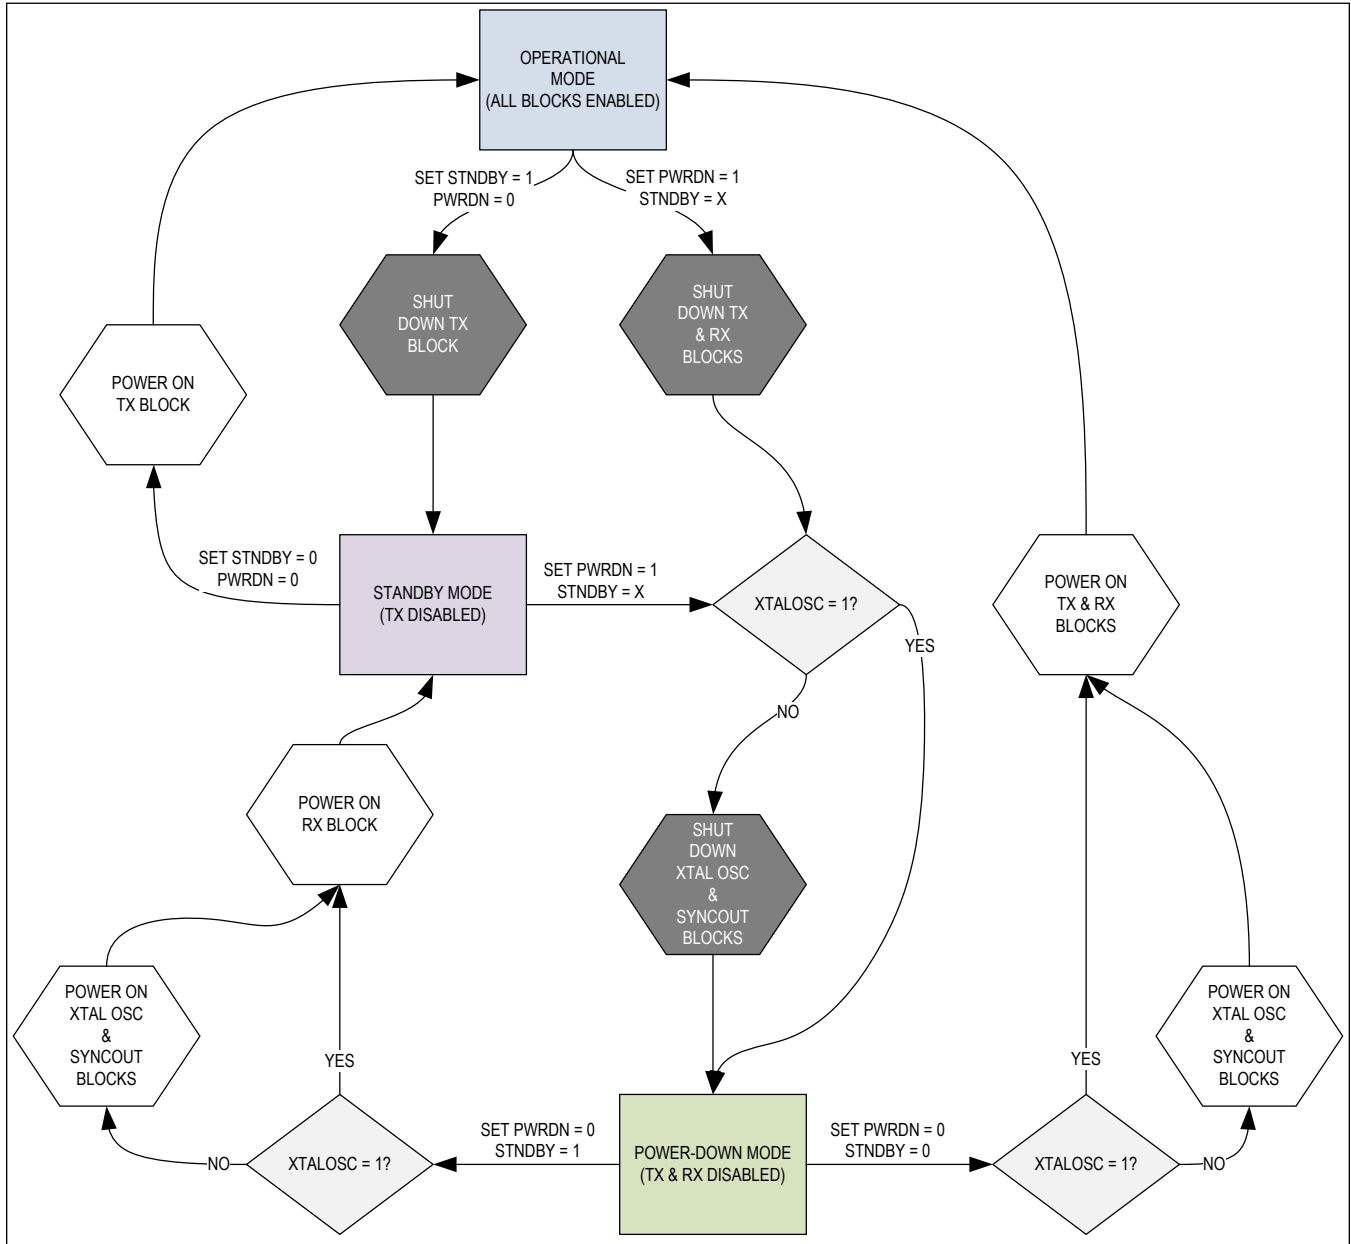 OPERATIONAL
MODE
(ALL BLOCKS ENABLED)
SET STNDBY = 1
PWRDN = 0
SET PWRDN = 1
STNDBY = X
SHUT
DOWN TX
BLOCK
SHUT
DOWN TX
& RX
BLOCKS
POWER ON
TX BLOCK
SET STNDBY = 0
PWRDN = 0
STANDBY MODE
(TX DISABLED)
SET PWRDN = 1
STNDBY = X
XTALOSC = 1?
YES
NO
POWER ON
TX & RX
BLOCKS
POWER ON
RX BLOCK
SHUT
DOWN
XTAL OSC
&
SYNCOUT
BLOCKS
POWER ON
XTAL OSC
&
SYNCOUT
BLOCKS
YES
NO
XTALOSC = 1?
SET PWRDN = 0
STNDBY = 1
POWER-DOWN MODE
(TX & RX DISABLED)
SET PWRDN = 0
STNDBY = 0
XTALOSC = 1?
YES
NO
POWER ON
XTAL OSC
&
SYNCOUT
BLOCKS